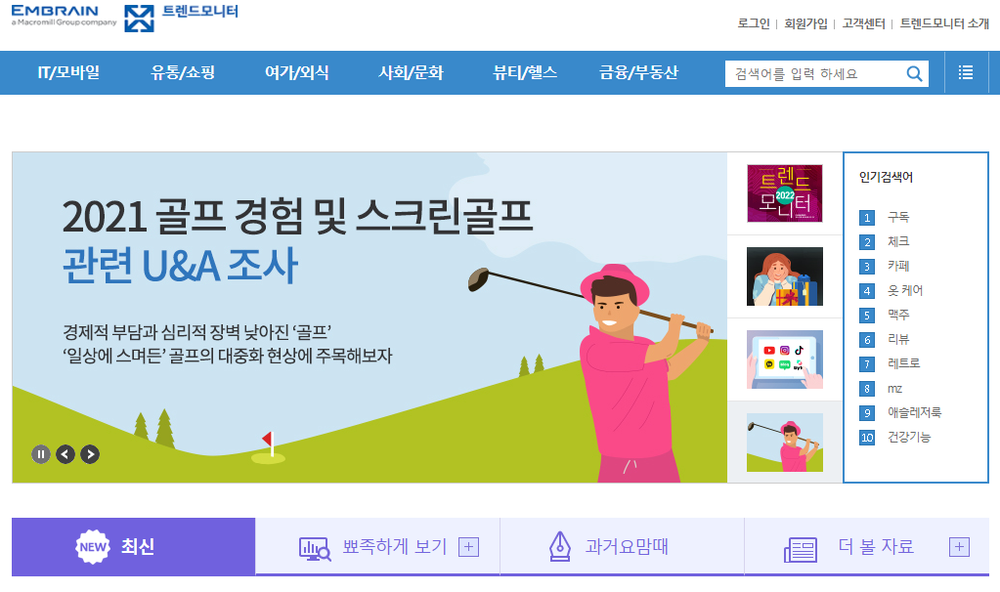 EMBRAIN
a Macromill Group company
트렌드모니터
로그인 | 회원가입 | 고객센터 | 트렌드모니터 소개
IT/모바일 유통/쇼핑 여가/외식 사회/문화 뷰티/헬스 금융/부동산 검색어를 입력 하세요
2021 골프 경험 및 스크린골프
관련 U&A 조사
경제적 부담과 심리적 장벽 낮아진 ‘골프’
‘일상에 스며든’ 골프의 대중화 현상에 주목해보자
트렌드
2022
모니터
blog
인기검색어
1 구독
2 체크
3 카페
4 옷 케어
5 맥주
6 리뷰
7 레트로
8 mz
9 애슬레저룩
10 건강기능
NEW 최신 뾰족하게 보기 + 과거요맘때 더 볼 자료 +